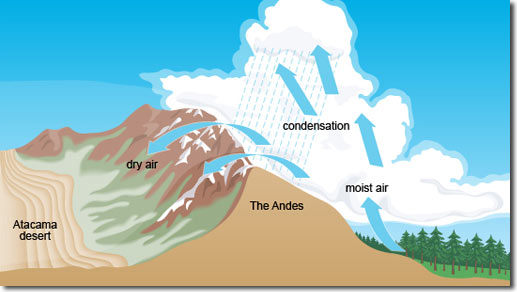 condensation
dry air
moist air
The Andes
Atacama
desert